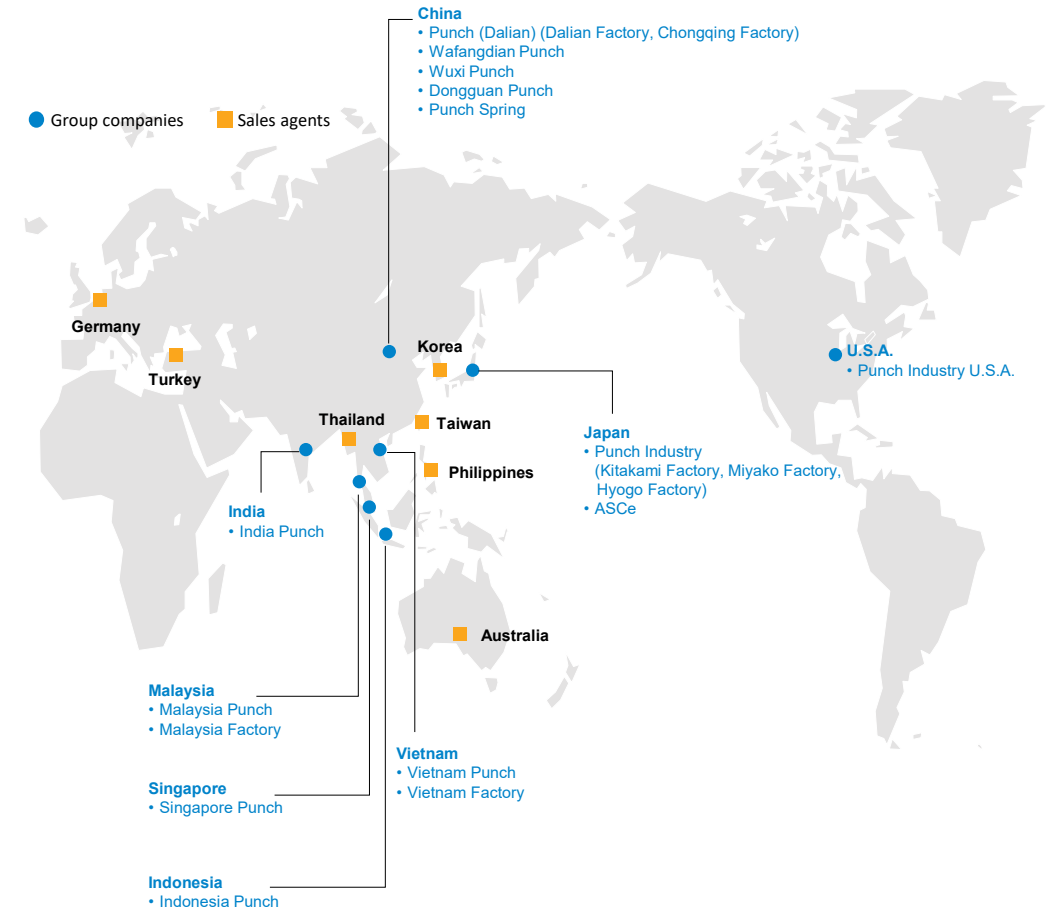 China
• Punch (Dalian) (Dalian Factory, Chongqing Factory)
• Wafangdian Punch
• Wuxi Punch
• Dongguan Punch
• Punch Spring
Group companies
Sales agents
Germany
Turkey
Korea
U.S.A.
• Punch Industry U.S.A.
Thailand
Taiwan
Philippines
Japan
• Punch Industry
(Kitakami Factory, Miyako Factory,
Hyogo Factory)
• ASCe
India
• India Punch
Australia
Malaysia
• Malaysia Punch
• Malaysia Factory
Vietnam
• Vietnam Punch
• Vietnam Factory
Singapore
• Singapore Punch
Indonesia
• Indonesia Punch